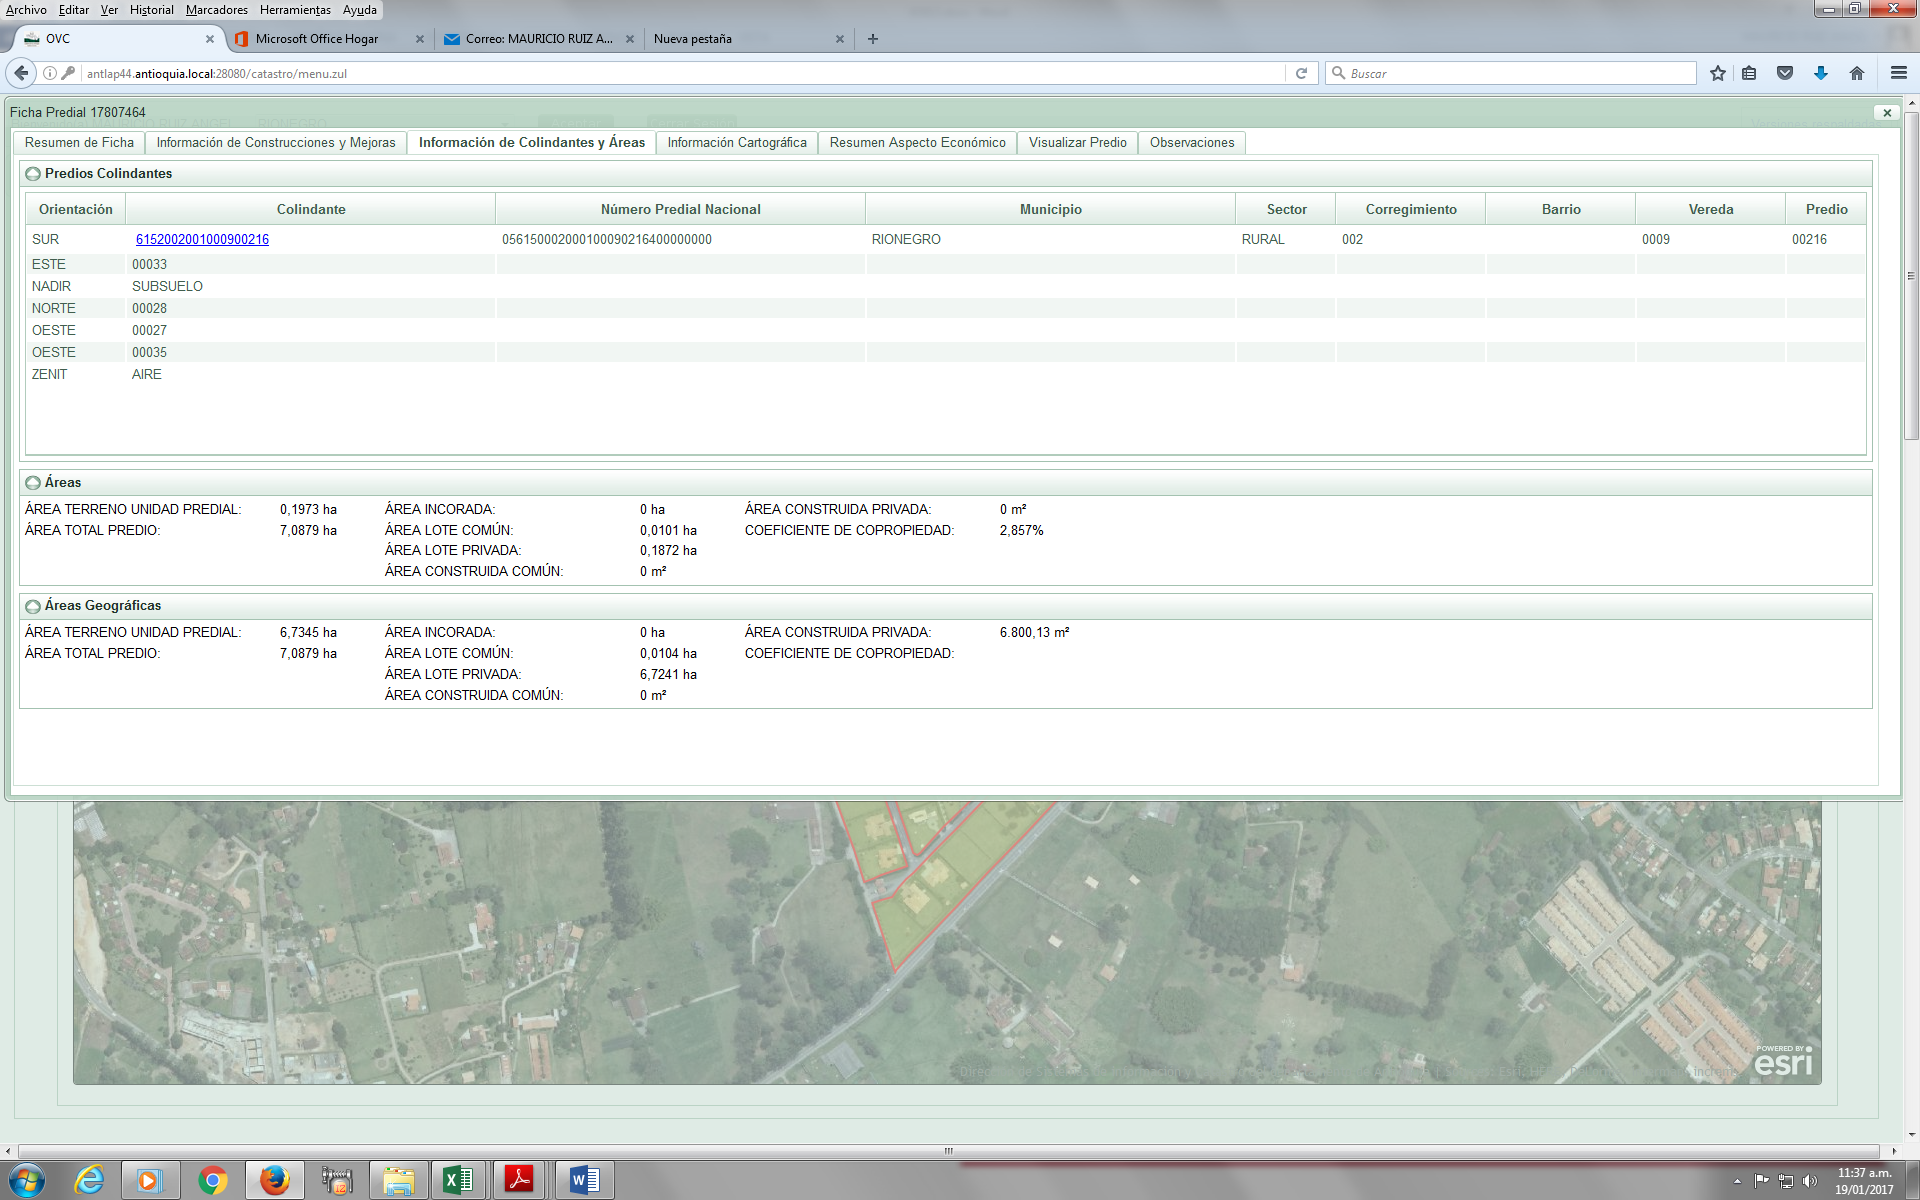 Archivo Editar Ver Historial Marcadores Herramientas Ayuda
OVC
Microsoft Office Hogar
Correo: MAURICIO RUIZ A...
Nueva pestaña
antlap44.antioquia.local:28080/catastro/menu.zul
Buscar
Ficha Predial 17807464
Resumen de Ficha
Información de Construcciones y Mejoras
Información de Colindantes y Áreas
Información Cartográfica
Resumen Aspecto Económico
Visualizar Predio
Observaciones
Predios Colindantes
Orientación Colindante Número Predial Nacional Municipio Sector Corregimiento Barrio Vereda Predio
SUR 6152002001000900216 056150002000100090216400000000 RIONEGRO RURAL 002 0009 00216
ESTE 00033
NADIR SUBSUELO
NORTE 00028
OESTE 00027
OESTE 00035
ZENIT AIRE
Áreas
ÁREA TERRENO UNIDAD PREDIAL: 0,1973 ha ÁREA INCORADA: 0 ha ÁREA CONSTRUIDA PRIVADA: 0 m²
ÁREA TOTAL PREDIO: 7,0879 ha ÁREA LOTE COMÚN: 0,0101 ha COEFICIENTE DE COPROPIEDAD: 2,857%
ÁREA LOTE PRIVADA: 0,1872 ha
ÁREA CONSTRUIDA COMÚN: 0 m²
Áreas Geográficas
ÁREA TERRENO UNIDAD PREDIAL: 6,7345 ha ÁREA INCORADA: 0 ha ÁREA CONSTRUIDA PRIVADA: 6.800,13 m²
ÁREA TOTAL PREDIO: 7,0879 ha ÁREA LOTE COMÚN: 0,0104 ha COEFICIENTE DE COPROPIEDAD:
ÁREA LOTE PRIVADA: 6,7241 ha
ÁREA CONSTRUIDA COMÚN: 0 m²
POWERED BY
esri
11:37 a.m.
19/01/2017